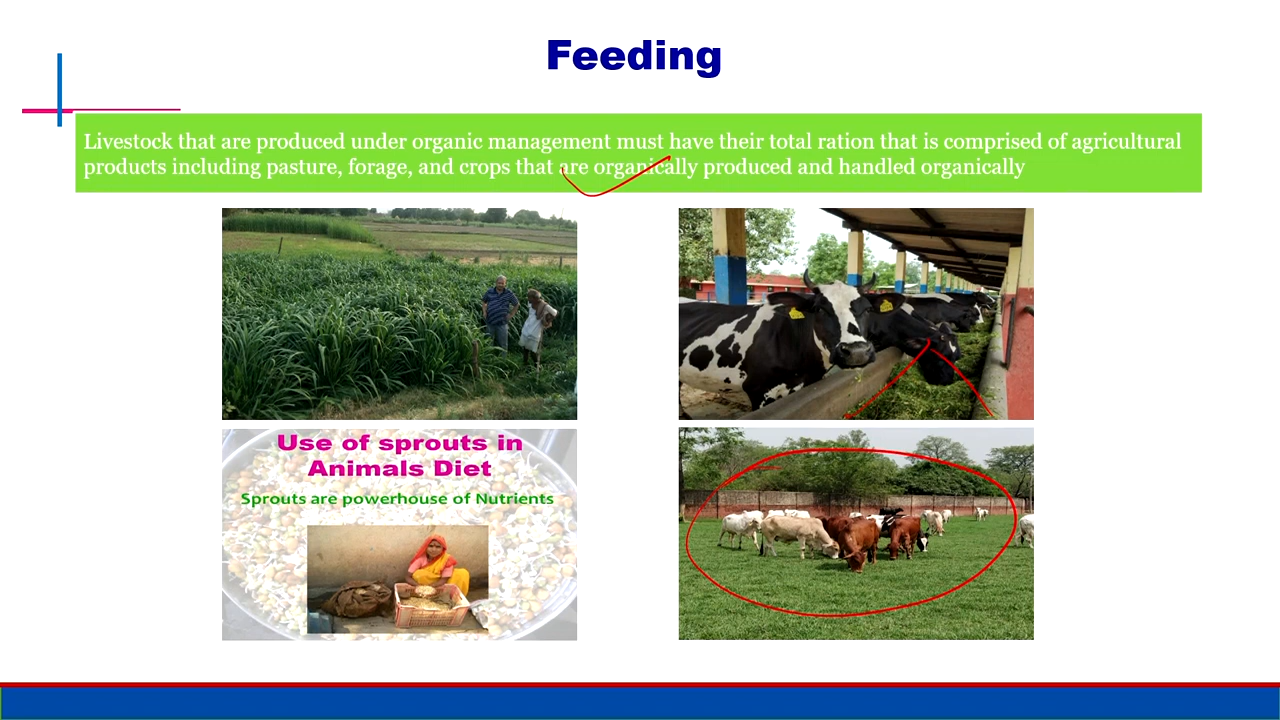 Feeding
Livestock that are produced under organic management must have their total ration that is comprised of agricultural
products including pasture, forage, and crops that are organically produced and handled organically
Use of sprouts in
Animals Diet
Sprouts are powerhouse of Nutrients